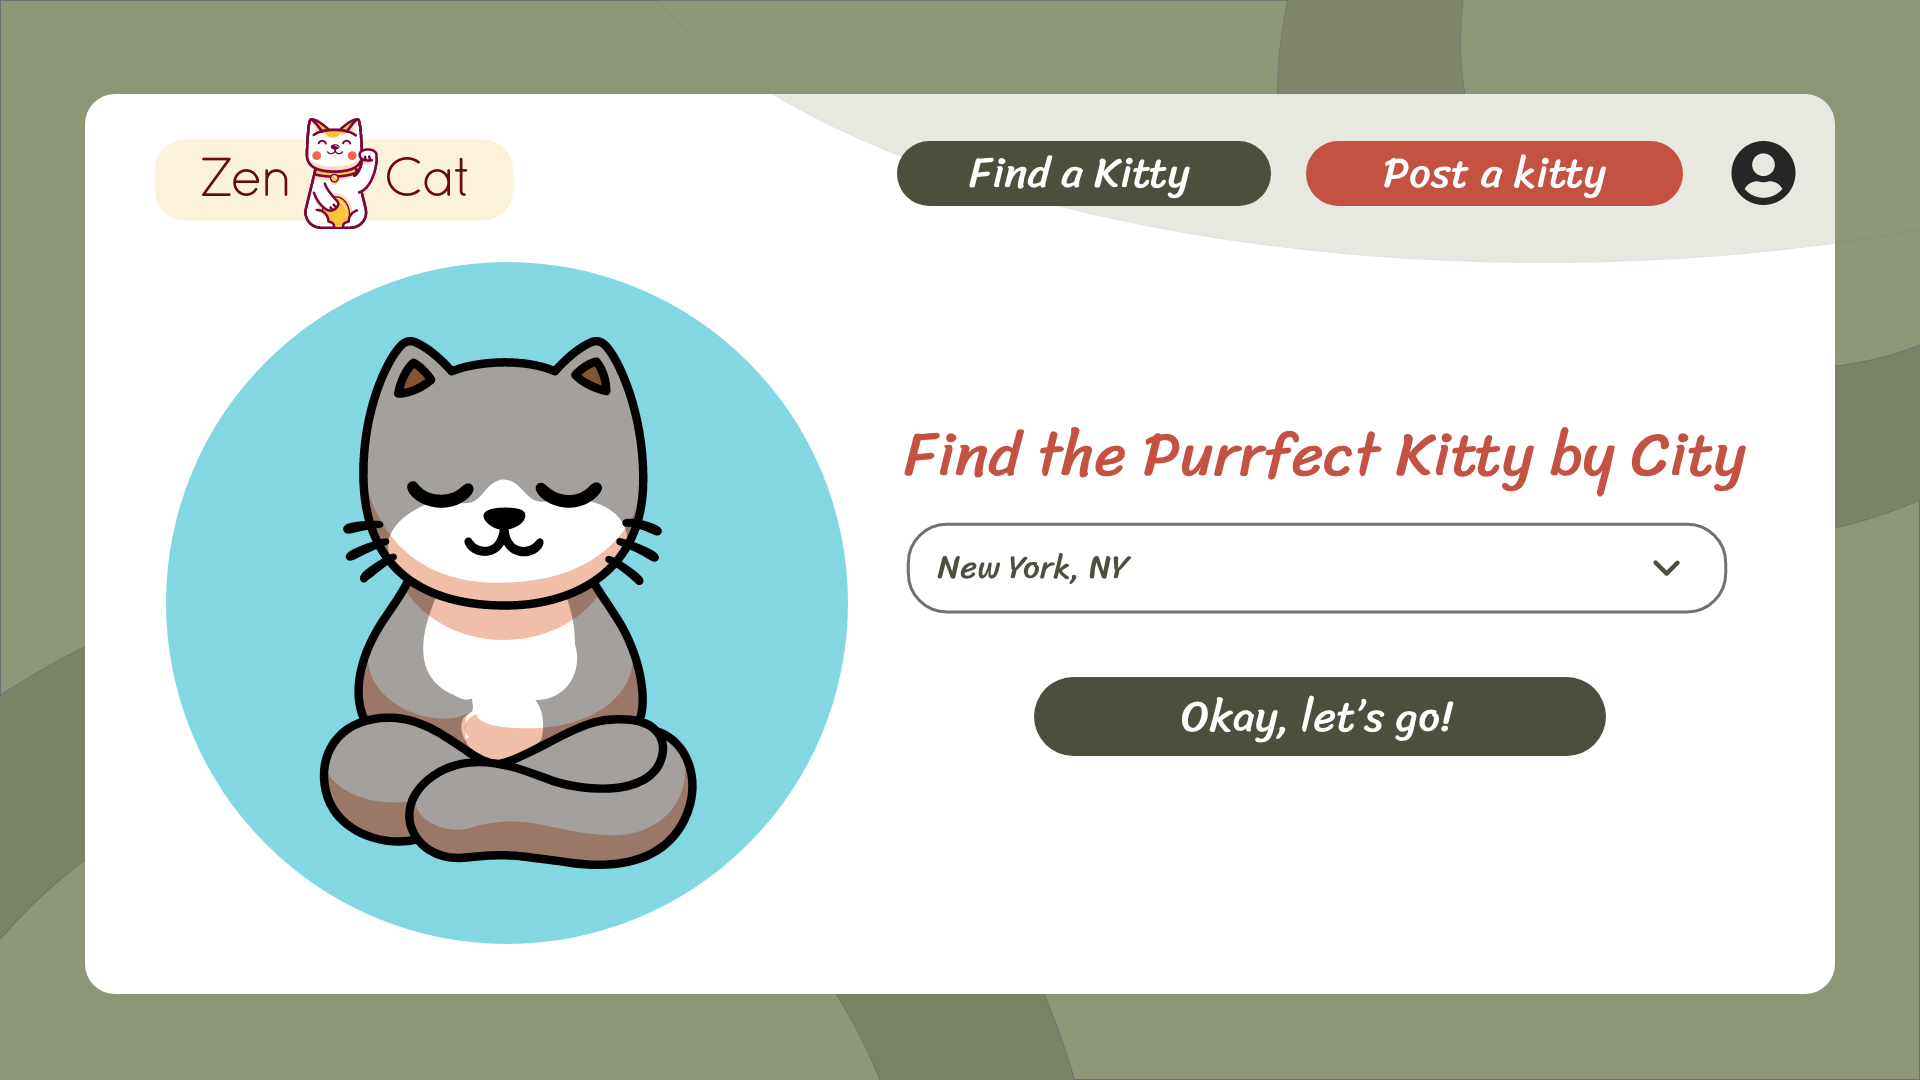 Zen Cat
Find a Kitty
Post a kitty
Find the Purrfect Kitty by City
New York, NY
Okay, let’s go!